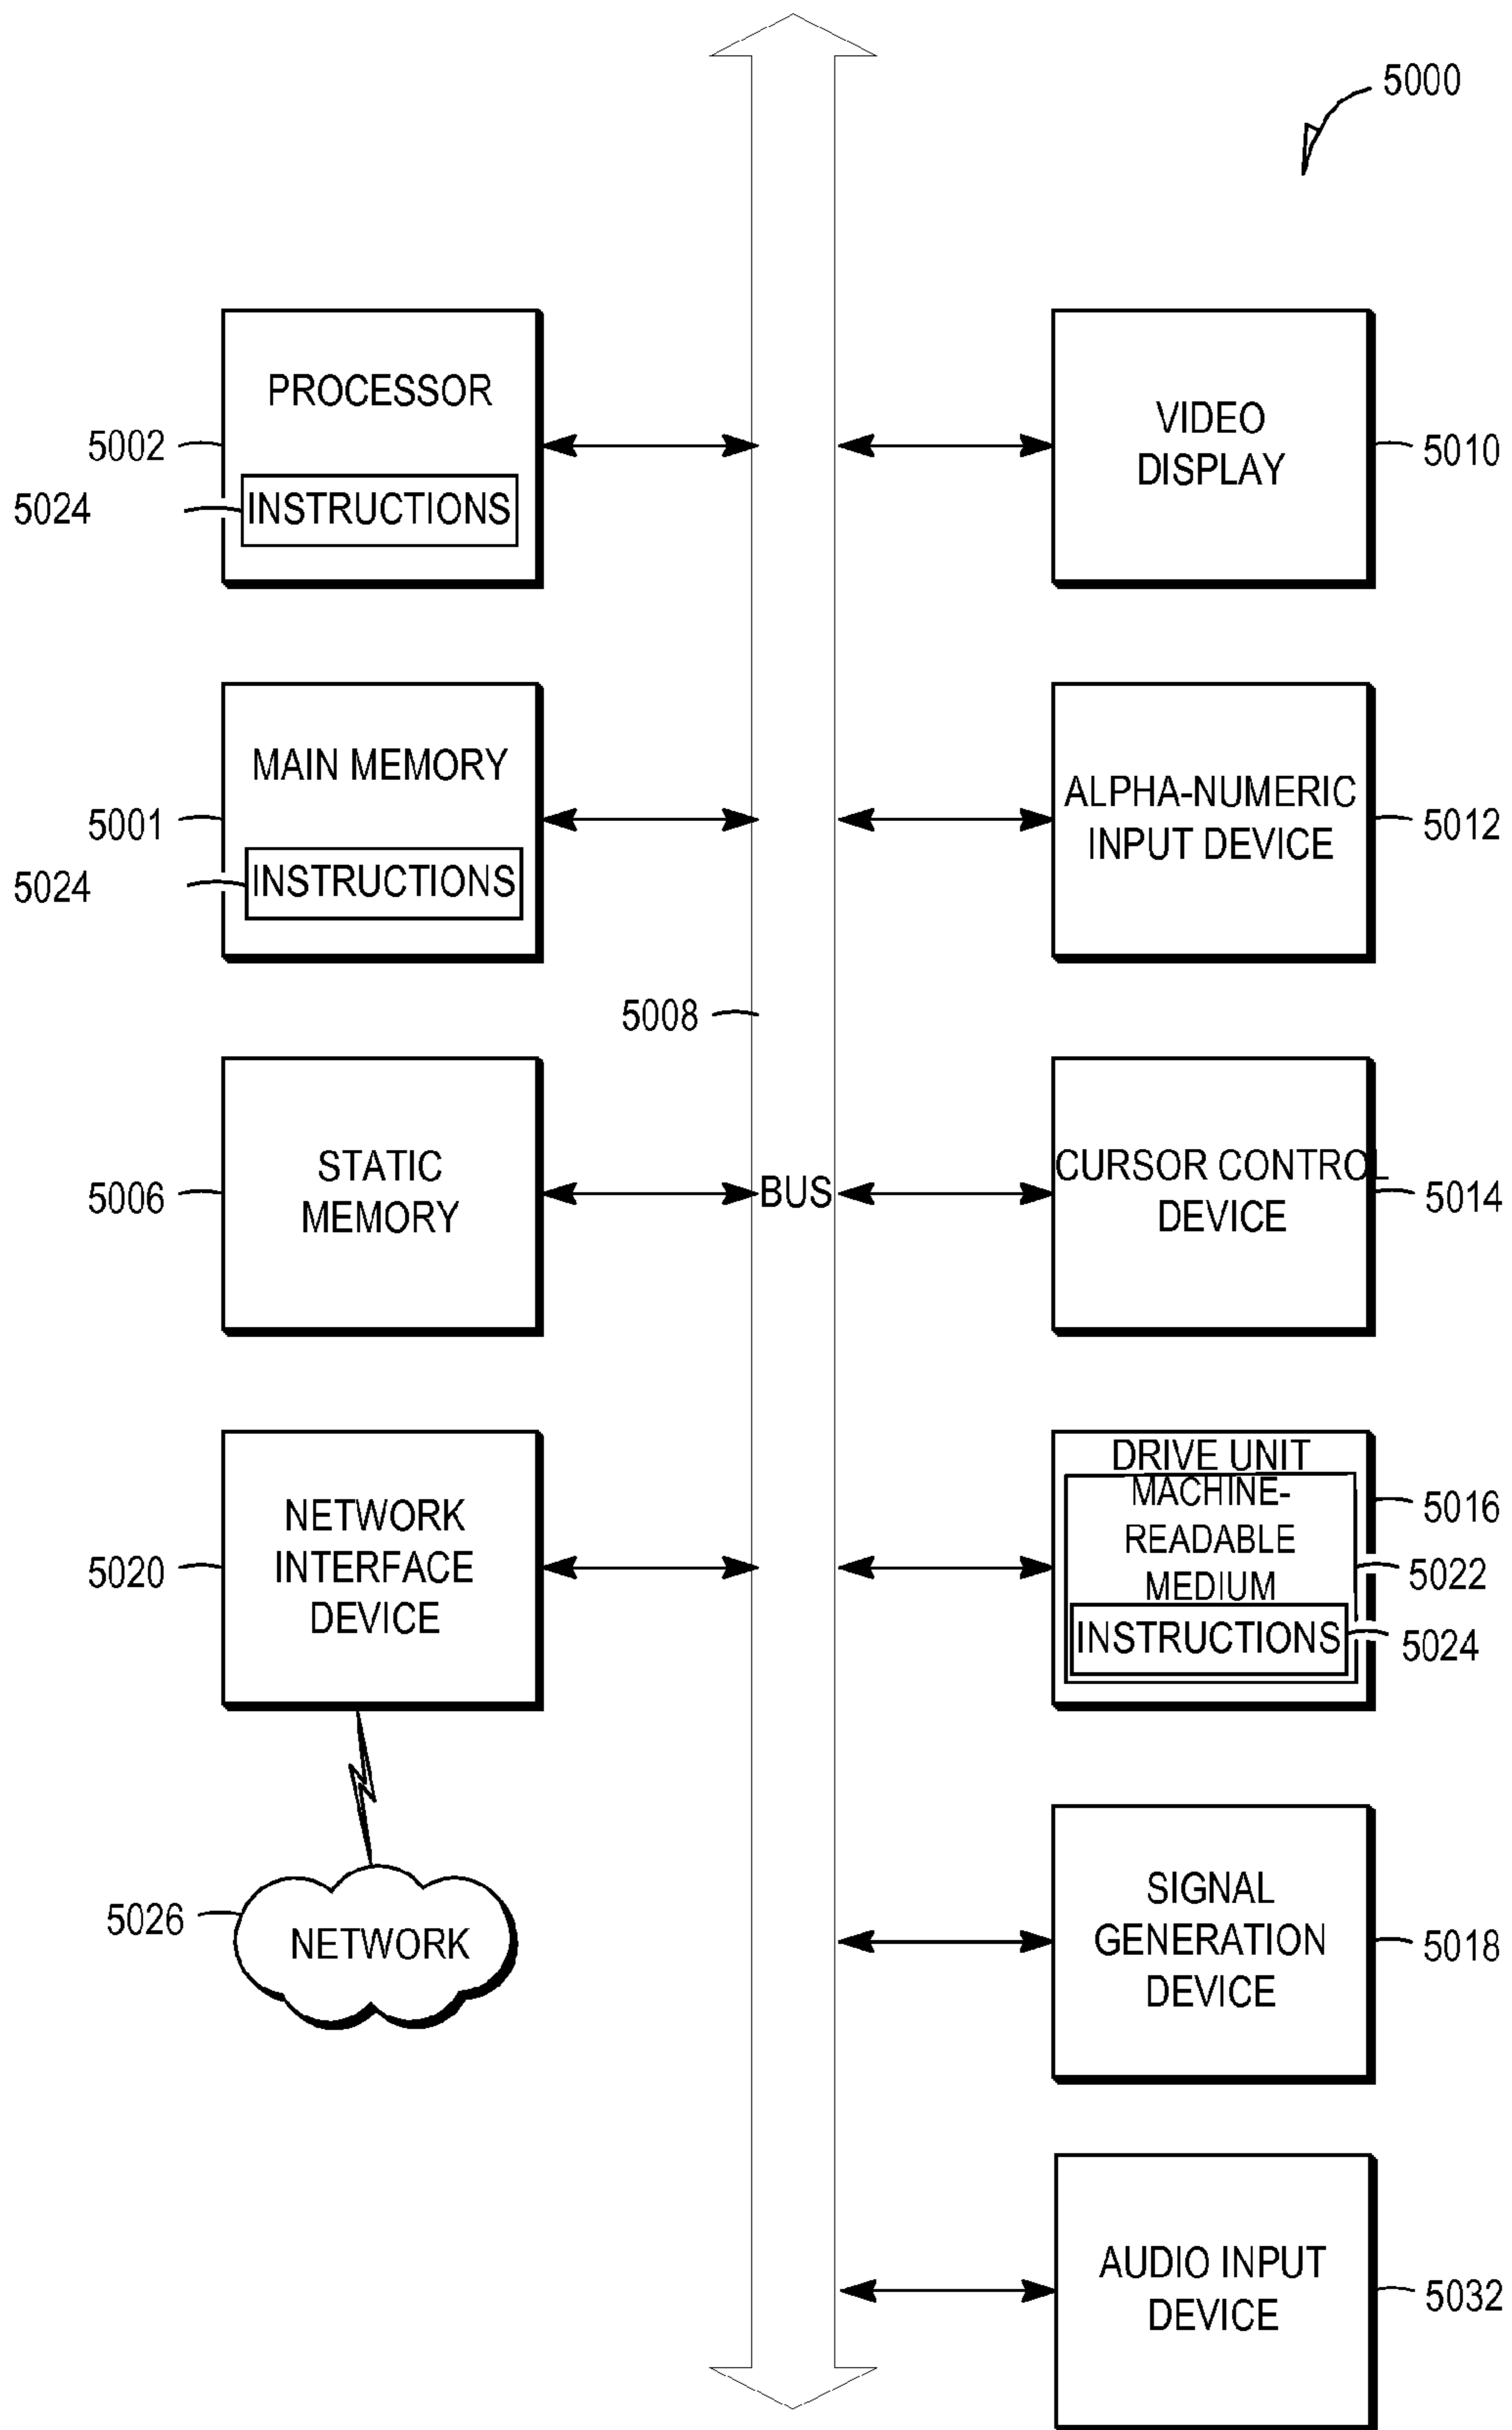 5000
PROCESSOR
5002
5024
INSTRUCTIONS
VIDEO
DISPLAY
5010
MAIN MEMORY
5001
5024
INSTRUCTIONS
ALPHA-NUMERIC
INPUT DEVICE
5012
5008
STATIC
MEMORY
5006
BUS
CURSOR CONTROL
DEVICE
5014
NETWORK
INTERFACE
DEVICE
5020
DRIVE UNIT
MACHINE-
READABLE
MEDIUM
INSTRUCTIONS
5016
5022
5024
5026
NETWORK
SIGNAL
GENERATION
DEVICE
5018
AUDIO INPUT
DEVICE
5032